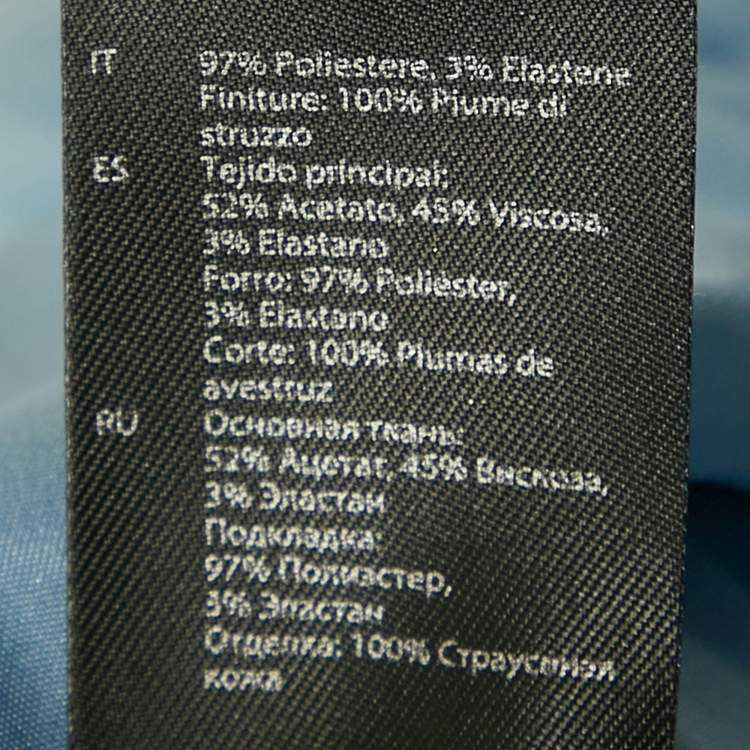 IT 97% Poliestere, 3% Elastene
Finiture: 100% Piume di
struzzo
ES Tejido principal:
52% Acetato, 45% Viscosa,
3% Elastano
Forro: 97% Poliéster,
3% Elastano
Corte: 100% Plumas de
avestruz
RU Основная ткань:
52% Ацетат, 45% Вискоза,
3% Эластан
Подкладка:
97% Полиэстер,
3% Эластан
Отделка: 100% Страусиная
кожа